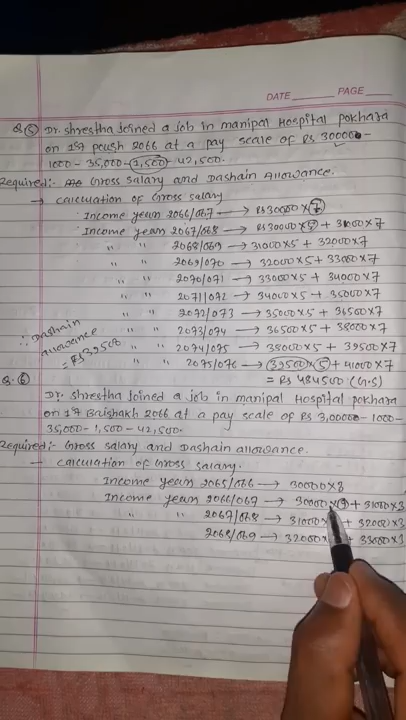 DATE ______ PAGE ____
Q.⑤ Dr. Shrestha Joined a Job in manipal Hospital pokhara
on 1st poush 2066 at a pay scale of Rs 30000-
1000 - 35,000 - 1,500 - 42,500.
Required:- Gross Salary and Dashain Allowance.
→ calculation of Gross salary
Income year 2066/067 → Rs 30000 x 7
Income year 2067/068 → Rs 30000 x 5 + 31000 x 7
" " 2068/069 → 31000 x 5 + 32000 x 7
" " 2069/070 → 32000 x 5 + 33000 x 7
" " 2070/071 → 33000 x 5 + 34000 x 7
" " 2071/072 → 34000 x 5 + 35000 x 7
" " 2072/073 → 35000 x 5 + 36500 x 7
" " 2073/074 → 36500 x 5 + 38000 x 7
" " 2074/075 → 38000 x 5 + 39500 x 7
" " 2075/076 → 39500 x 5 + 41000 x 7
= Rs 484500 (G.S)
∴ Dashain
allowance
= Rs 39500
Q.⑥
Dr. Shrestha Joined a Job in manipal Hospital pokhara
on 1st Baishakh 2066 at a pay scale of Rs 3,0000 - 1000 -
35,000 - 1,500 - 42,500.
Required:- Gross salary and Dashain allowance.
→ calculation of Gross salary.
Income year 2065/066 → 30000 x 3
Income year 2066/067 → 30000 x 9 + 31000 x 3
" " 2067/068 → 31000 x + 32000 x 3
2068/069 → 32000 x + 33000 x 3